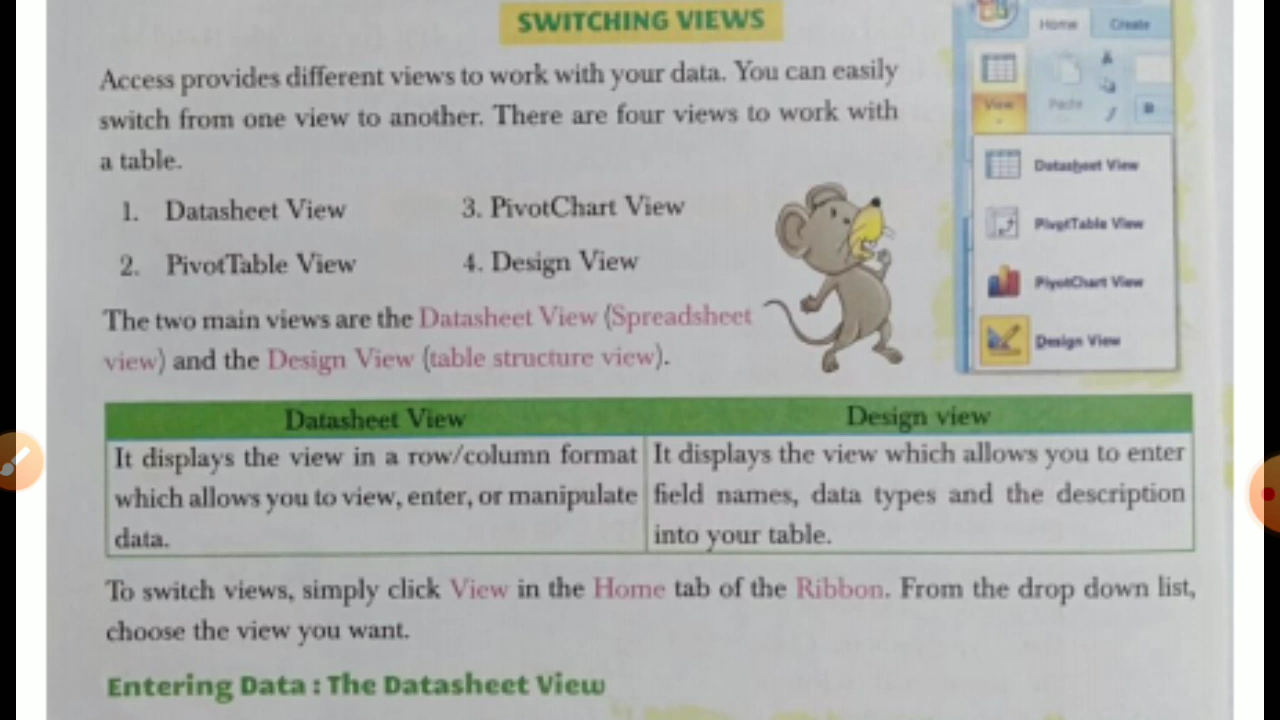 SWITCHING VIEWS
Access provides different views to work with your data. You can easily
switch from one view to another. There are four views to work with
a table.
1. Datasheet View
3. PivotChart View
2. PivotTable View
4. Design View
The two main views are the Datasheet View (Spreadsheet
view) and the Design View (table structure view).
Home Create
View Paste
Datasheet View
PivotTable View
PivotChart View
Design View
Datasheet View
Design view
It displays the view in a row/column format
which allows you to view, enter, or manipulate
data.
It displays the view which allows you to enter
field names, data types and the description
into your table.
To switch views, simply click View in the Home tab of the Ribbon. From the drop down list,
choose the view you want.
Entering Data : The Datasheet View